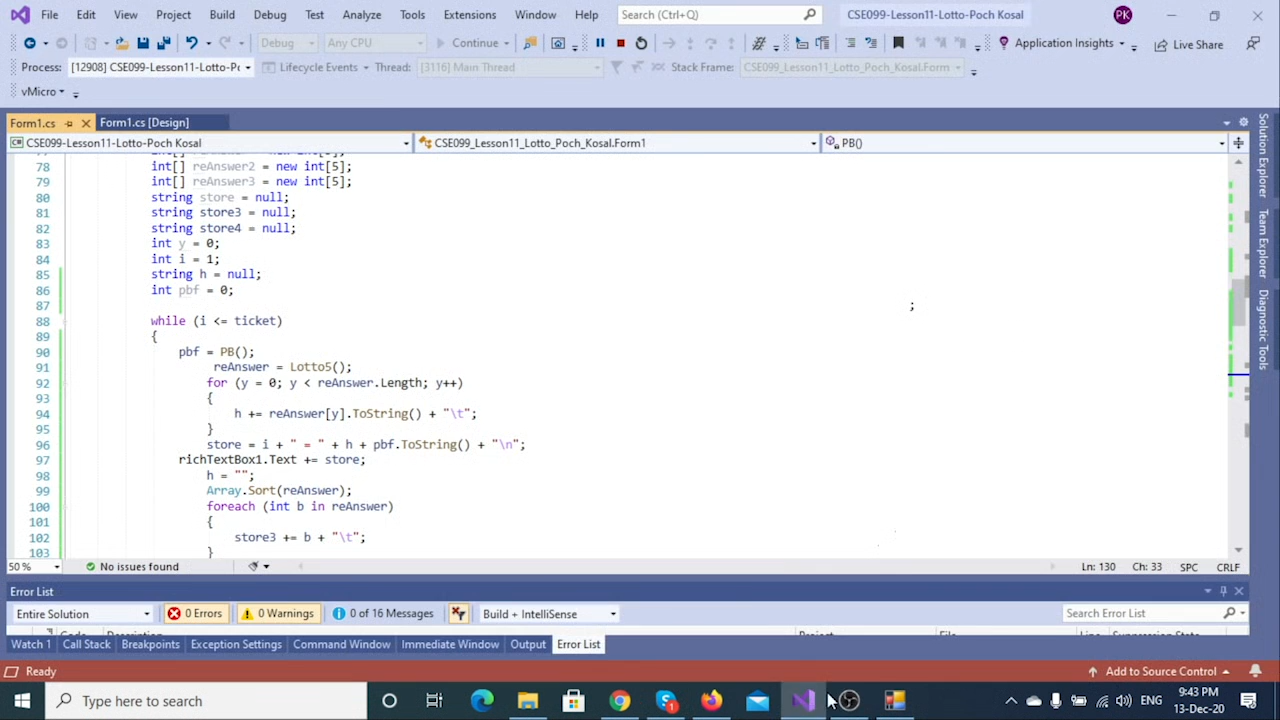 File Edit View Project Build Debug Test Analyze Tools Extensions Window Help Search (Ctrl+Q) CSE099-Lesson11-Lotto-Poch Kosal PK
Debug Any CPU Continue Application Insights Live Share
Process: [12908] CSE099-Lesson11-Lotto-Po Lifecycle Events Thread: [3116] Main Thread Stack Frame: CSE099_Lesson11_Lotto_Poch_Kosal.Form
vMicro
Form1.cs Form1.cs [Design]
CSE099-Lesson11-Lotto-Poch Kosal CSE099_Lesson11_Lotto_Poch_Kosal.Form1 PB()
78 int[] reAnswer2 = new int[5];
79 int[] reAnswer3 = new int[5];
80 string store = null;
81 string store3 = null;
82 string store4 = null;
83 int y = 0;
84 int i = 1;
85 string h = null;
86 int pbf = 0;
87 ;
88 while (i <= ticket)
89 {
90 pbf = PB();
91 reAnswer = Lotto5();
92 for (y = 0; y < reAnswer.Length; y++)
93 {
94 h += reAnswer[y].ToString() + "\t";
95 }
96 store = i + " = " + h + pbf.ToString() + "\n";
97 richTextBox1.Text += store;
98 h = "";
99 Array.Sort(reAnswer);
100 foreach (int b in reAnswer)
101 {
102 store3 += b + "\t";
103 }
Solution Explorer
Team Explorer
Diagnostic Tools
50 % No issues found Ln: 130 Ch: 33 SPC CRLF
Error List
Entire Solution 0 Errors 0 Warnings 0 of 16 Messages Build + IntelliSense Search Error List
Watch 1 Call Stack Breakpoints Exception Settings Command Window Immediate Window Output Error List
Ready Add to Source Control
Type here to search ENG 9:43 PM
13-Dec-20